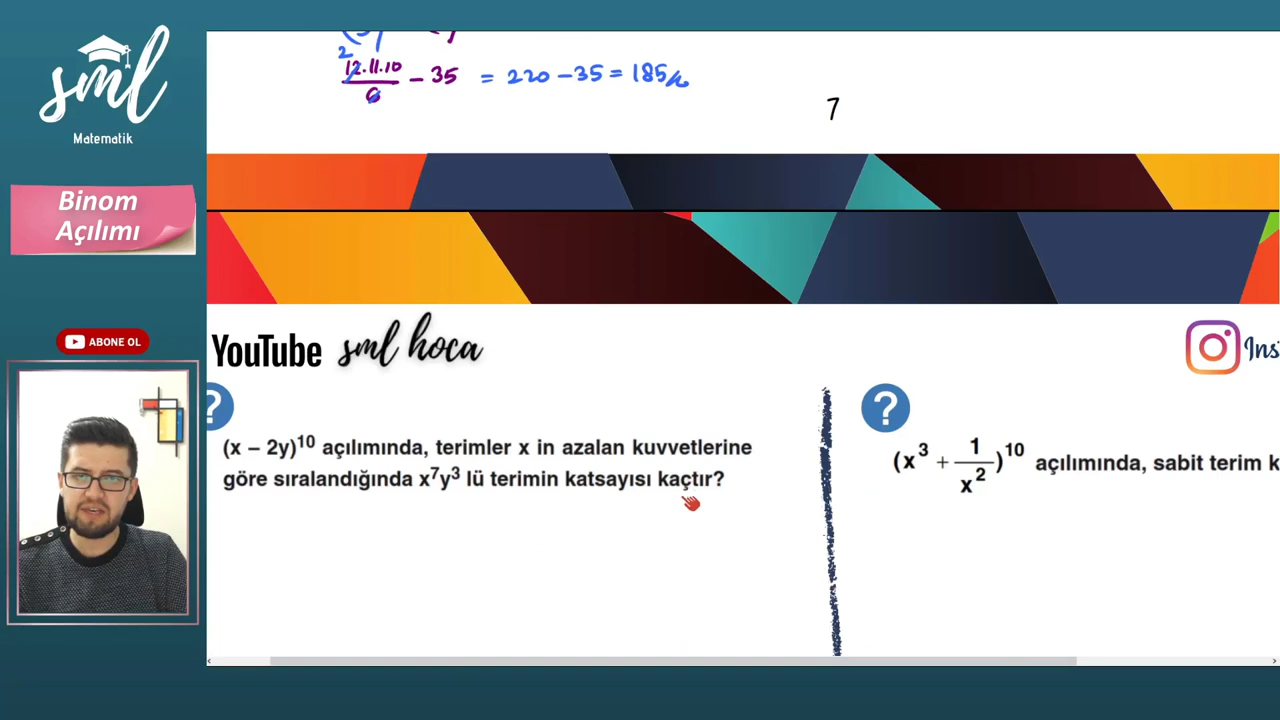 sml
Matematik
Binom
Açılımı
ABONE OL
12.11.10
6
2
- 35 = 220 - 35 = 185
7
YouTube sml hoca
?
(x – 2y)¹⁰ açılımında, terimler x in azalan kuvvetlerine
göre sıralandığında x⁷y³ lü terimin katsayısı kaçtır?
?
(x³ + 1/x²)¹⁰ açılımında, sabit terim k